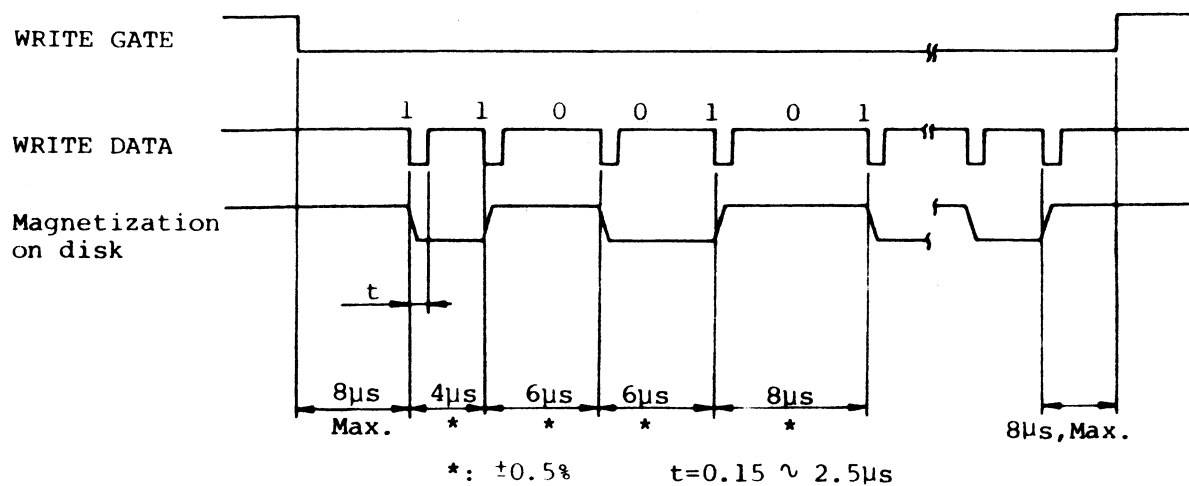 WRITE GATE
1 1 0 0 1 0 1
WRITE DATA
Magnetization
on disk
t
8µs 4µs 6µs 6µs 8µs
Max. * * * * 8µs,Max.
*: ±0.5% t=0.15 ~ 2.5µs